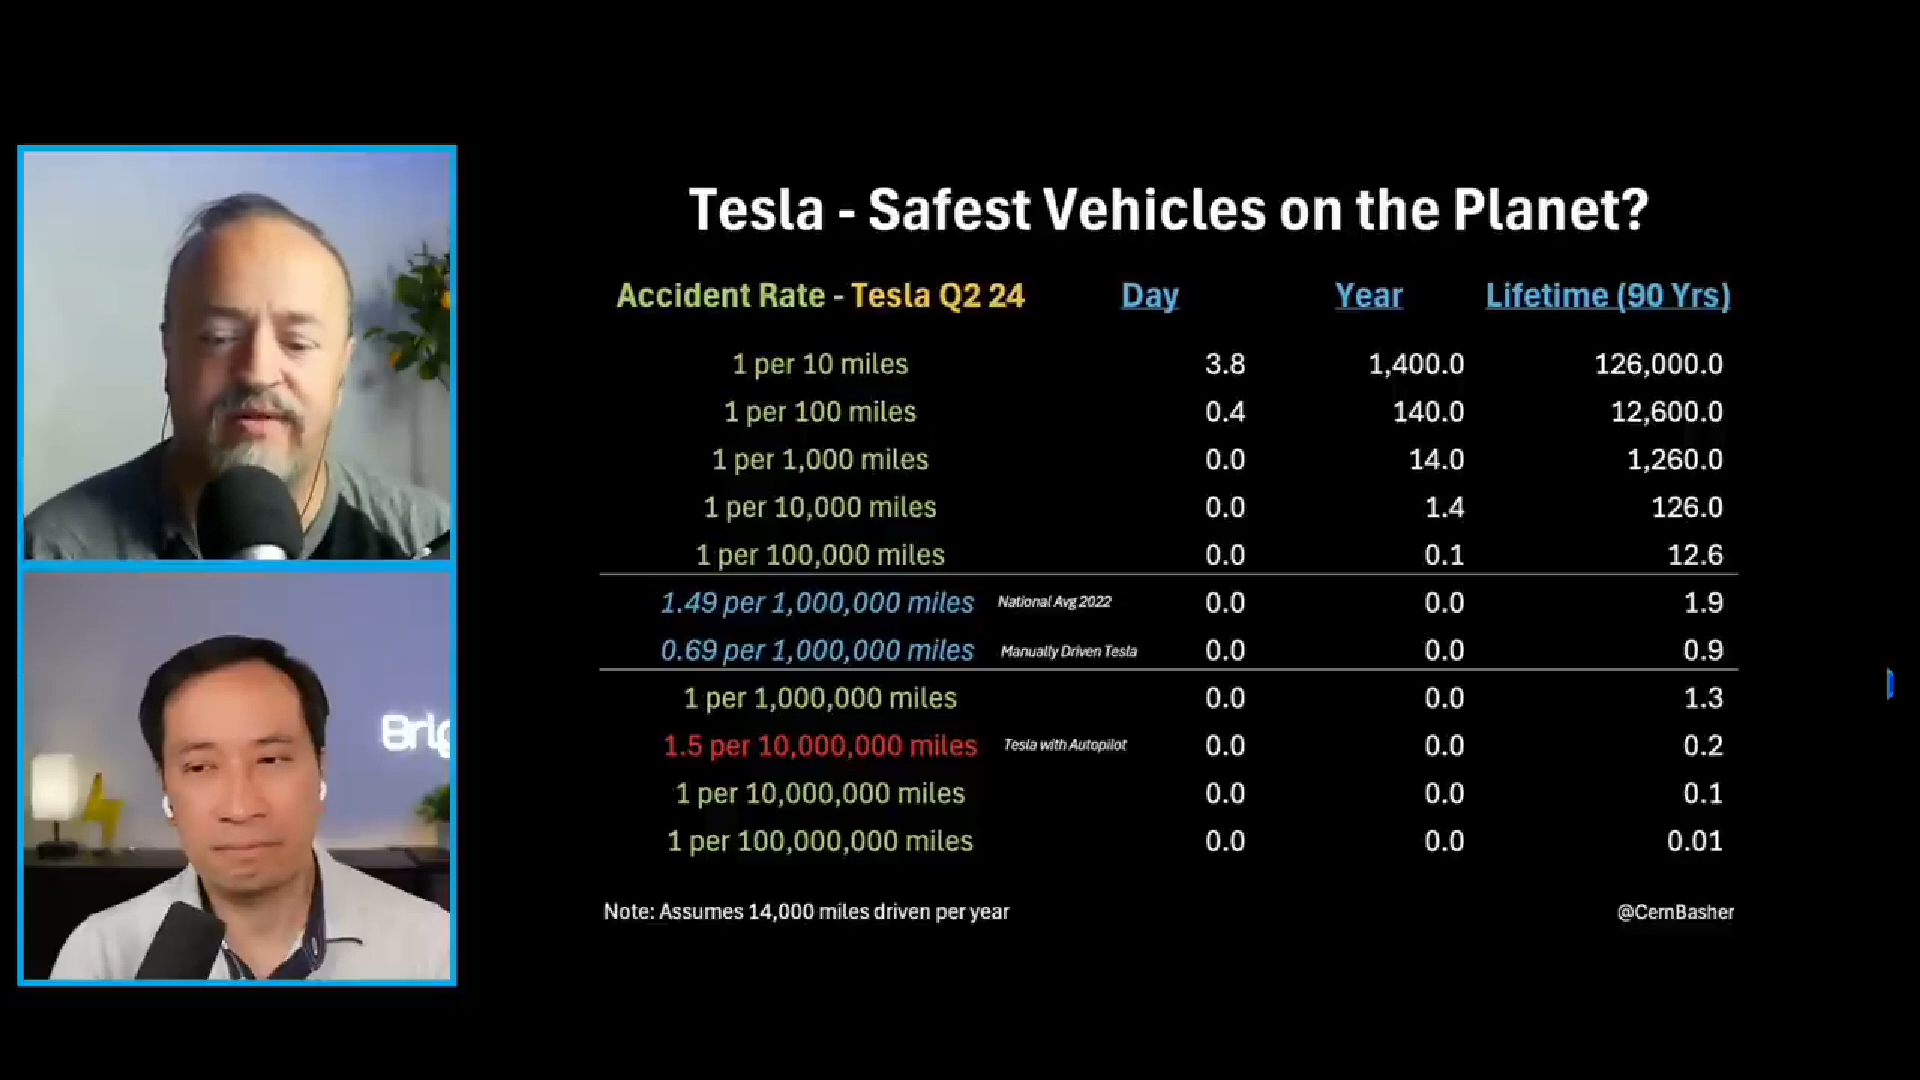 Tesla - Safest Vehicles on the Planet?
Accident Rate - Tesla Q2 24 Day Year Lifetime (90 Yrs)
1 per 10 miles 3.8 1,400.0 126,000.0
1 per 100 miles 0.4 140.0 12,600.0
1 per 1,000 miles 0.0 14.0 1,260.0
1 per 10,000 miles 0.0 1.4 126.0
1 per 100,000 miles 0.0 0.1 12.6
1.49 per 1,000,000 miles National Avg 2022 0.0 0.0 1.9
0.69 per 1,000,000 miles Manually Driven Tesla 0.0 0.0 0.9
1 per 1,000,000 miles 0.0 0.0 1.3
1.5 per 10,000,000 miles Tesla with Autopilot 0.0 0.0 0.2
1 per 10,000,000 miles 0.0 0.0 0.1
1 per 100,000,000 miles 0.0 0.0 0.01
Note: Assumes 14,000 miles driven per year @CernBasher